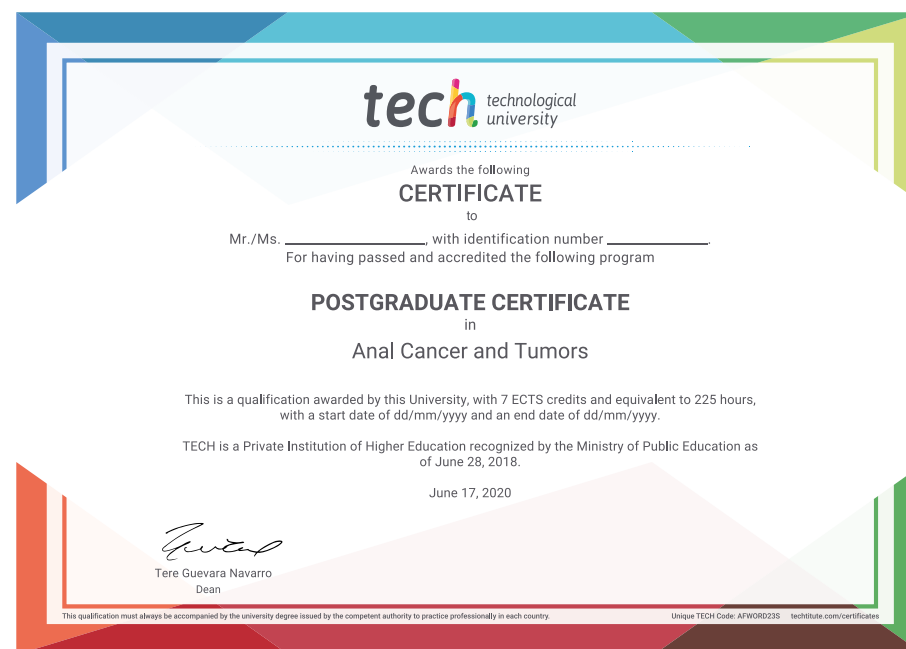 tech technological
university
Awards the following
CERTIFICATE
to
Mr./Ms. ____________________, with identification number ______________.
For having passed and accredited the following program
POSTGRADUATE CERTIFICATE
in
Anal Cancer and Tumors
This is a qualification awarded by this University, with 7 ECTS credits and equivalent to 225 hours,
with a start date of dd/mm/yyyy and an end date of dd/mm/yyyy.
TECH is a Private Institution of Higher Education recognized by the Ministry of Public Education as
of June 28, 2018.
June 17, 2020
Tere Guevara Navarro
Dean
This qualification must always be accompanied by the university degree issued by the competent authority to practice professionally in each country.
Unique TECH Code: AFWORD23S techtitute.com/certificates